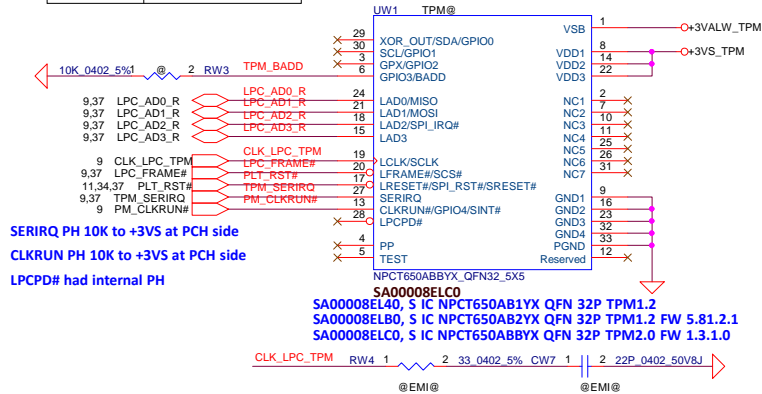 UW1 TPM@
29 XOR_OUT/SDA/GPIO0
30 SCL/GPIO1
3 GPX/GPIO2
6 GPIO3/BADD
10K_0402_5% 1 @ 2 RW3 TPM_BADD
9,37 LPC_AD0_R LPC_AD0_R 24 LAD0/MISO
9,37 LPC_AD1_R LPC_AD1_R 21 LAD1/MOSI
9,37 LPC_AD2_R LPC_AD2_R 18 LAD2/SPI_IRQ#
9,37 LPC_AD3_R LPC_AD3_R 15 LAD3
9 CLK_LPC_TPM CLK_LPC_TPM 19 LCLK/SCLK
9,37 LPC_FRAME# LPC_FRAME# 20 LFRAME#/SCS#
11,34,37 PLT_RST# PLT_RST# 17 LRESET#/SPI_RST#/SRESET#
9,37 TPM_SERIRQ TPM_SERIRQ 27 SERIRQ
9 PM_CLKRUN# PM_CLKRUN# 13 CLKRUN#/GPIO4/SINT#
28 LPCPD#
4 PP
5 TEST
VSB 1 +3VALW_TPM
VDD1 8 +3VS_TPM
VDD2 14
VDD3 22
NC1 2
NC2 7
NC3 10
NC4 11
NC5 25
NC6 26
NC7 31
GND1 9
GND2 16
GND3 23
GND4 32
PGND 33
Reserved 12
SERIRQ PH 10K to +3VS at PCH side
CLKRUN PH 10K to +3VS at PCH side
LPCPD# had internal PH
NPCT650ABBYX_QFN32_5X5
SA00008ELC0
SA00008EL40, S IC NPCT650AB1YX QFN 32P TPM1.2
SA00008ELB0, S IC NPCT650AB2YX QFN 32P TPM1.2 FW 5.81.2.1
SA00008ELC0, S IC NPCT650ABBYX QFN 32P TPM2.0 FW 1.3.1.0
CLK_LPC_TPM RW4 1 2 33_0402_5% CW7 1 2 22P_0402_50V8J
@EMI@ @EMI@